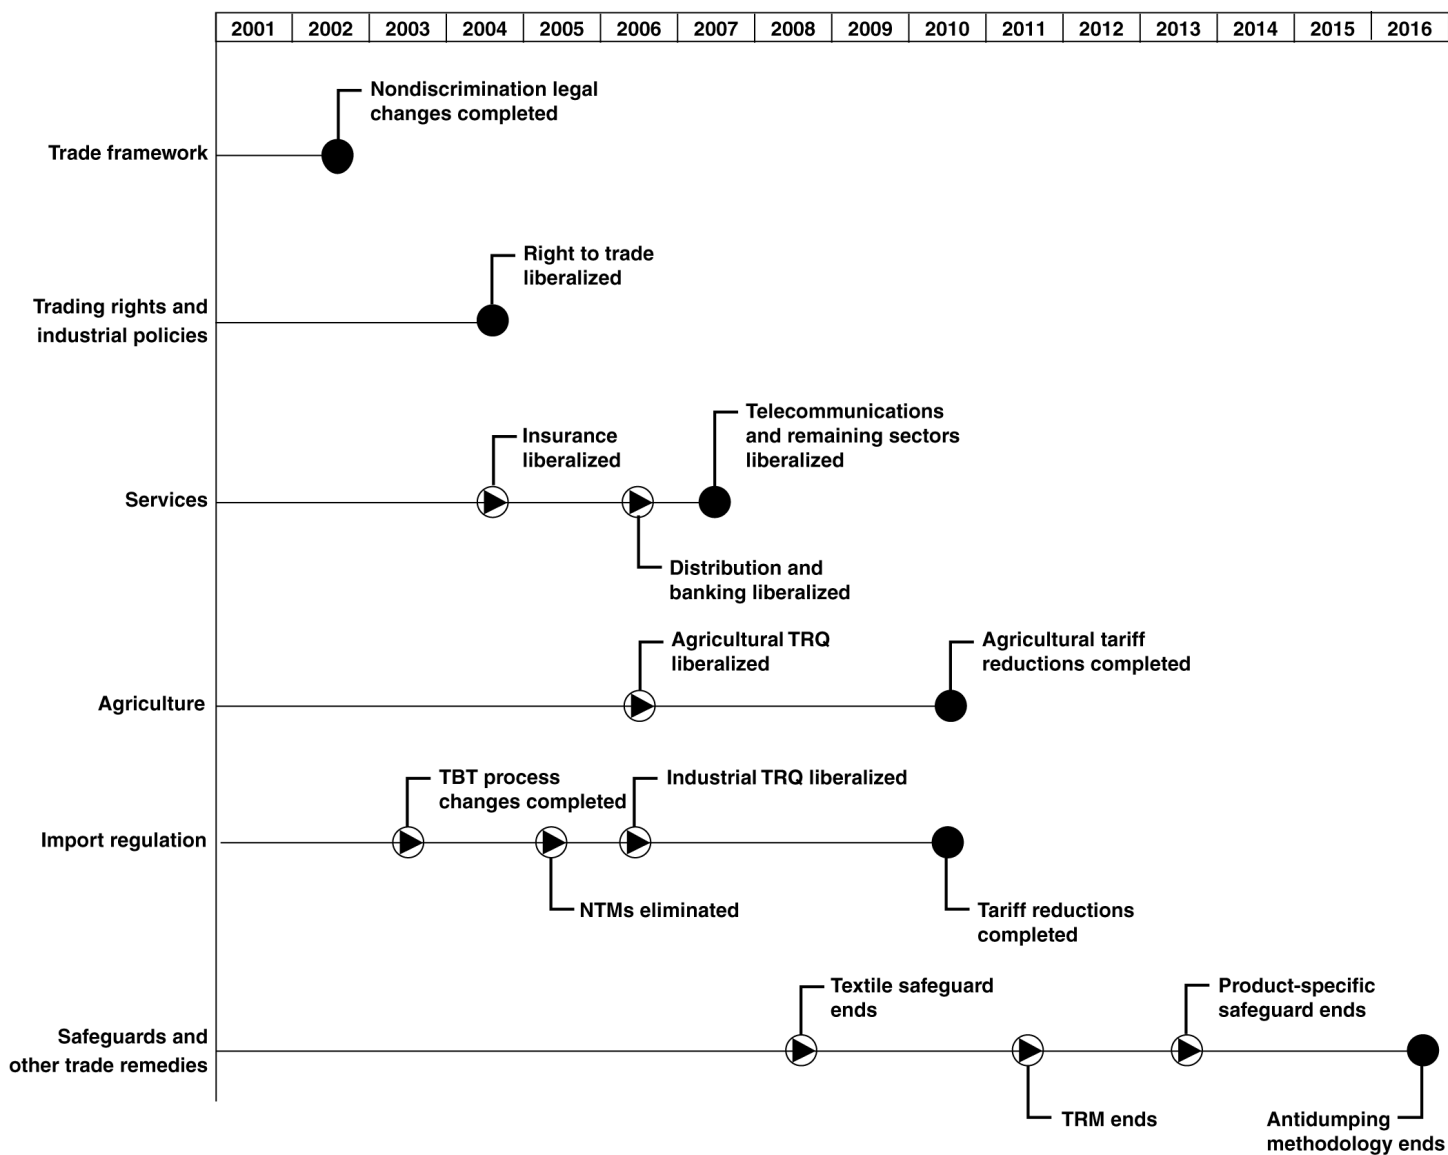 2001 2002 2003 2004 2005 2006 2007 2008 2009 2010 2011 2012 2013 2014 2015 2016
Nondiscrimination legal
changes completed
Trade framework
Right to trade
liberalized
Trading rights and
industrial policies
Telecommunications
and remaining sectors
liberalized
Insurance
liberalized
Services
Distribution and
banking liberalized
Agricultural TRQ
liberalized
Agricultural tariff
reductions completed
Agriculture
TBT process
changes completed
Industrial TRQ liberalized
Import regulation
NTMs eliminated
Tariff reductions
completed
Textile safeguard
ends
Product-specific
safeguard ends
Safeguards and
other trade remedies
TRM ends
Antidumping
methodology ends